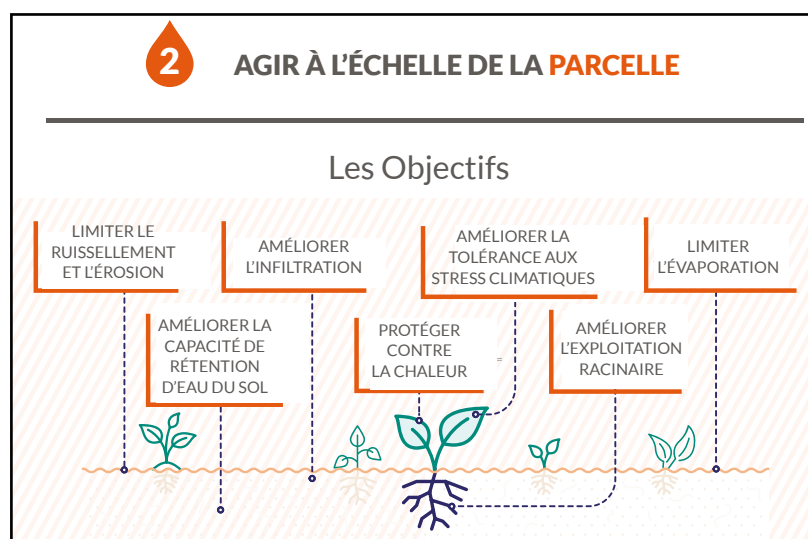 2
AGIR À L'ÉCHELLE DE LA PARCELLE
Les Objectifs
LIMITER LE
RUISSELLEMENT
ET L'ÉROSION
AMÉLIORER
L'INFILTRATION
AMÉLIORER LA
TOLÉRANCE AUX
STRESS CLIMATIQUES
LIMITER
L'ÉVAPORATION
AMÉLIORER LA
CAPACITÉ DE
RÉTENTION
D'EAU DU SOL
PROTÉGER
CONTRE
LA CHALEUR
=
AMÉLIORER
L'EXPLOITATION
RACINAIRE